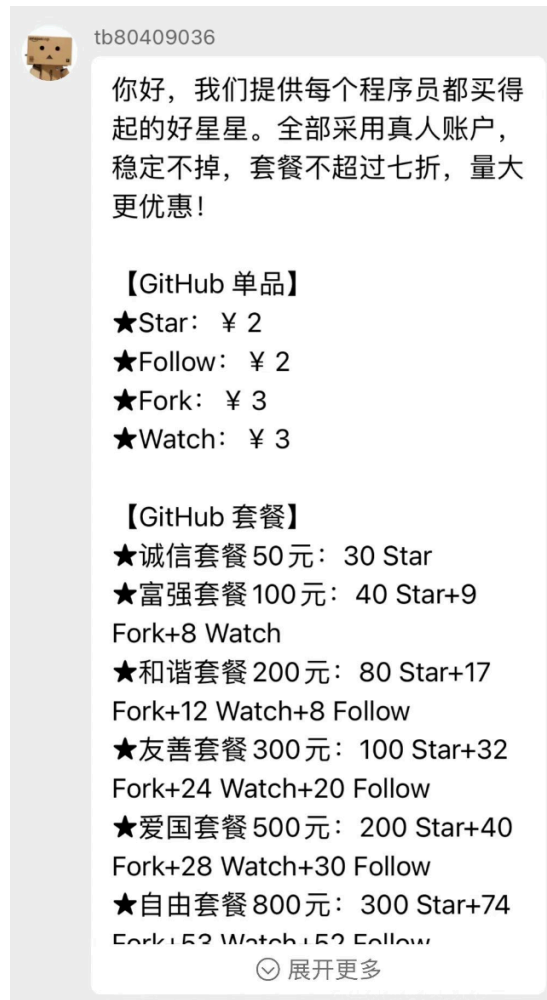 tb80409036
你好，我们提供每个程序员都买得
起的好星星。全部采用真人账户，
稳定不掉，套餐不超过七折，量大
更优惠！
【GitHub 单品】
★Star：￥2
★Follow：￥2
★Fork：￥3
★Watch：￥3
【GitHub 套餐】
★诚信套餐50元：30 Star
★富强套餐100元：40 Star+9
Fork+8 Watch
★和谐套餐200元：80 Star+17
Fork+12 Watch+8 Follow
★友善套餐300元：100 Star+32
Fork+24 Watch+20 Follow
★爱国套餐500元：200 Star+40
Fork+28 Watch+30 Follow
★自由套餐800元：300 Star+74
Fork+53 Watch+52 Follow
展开更多